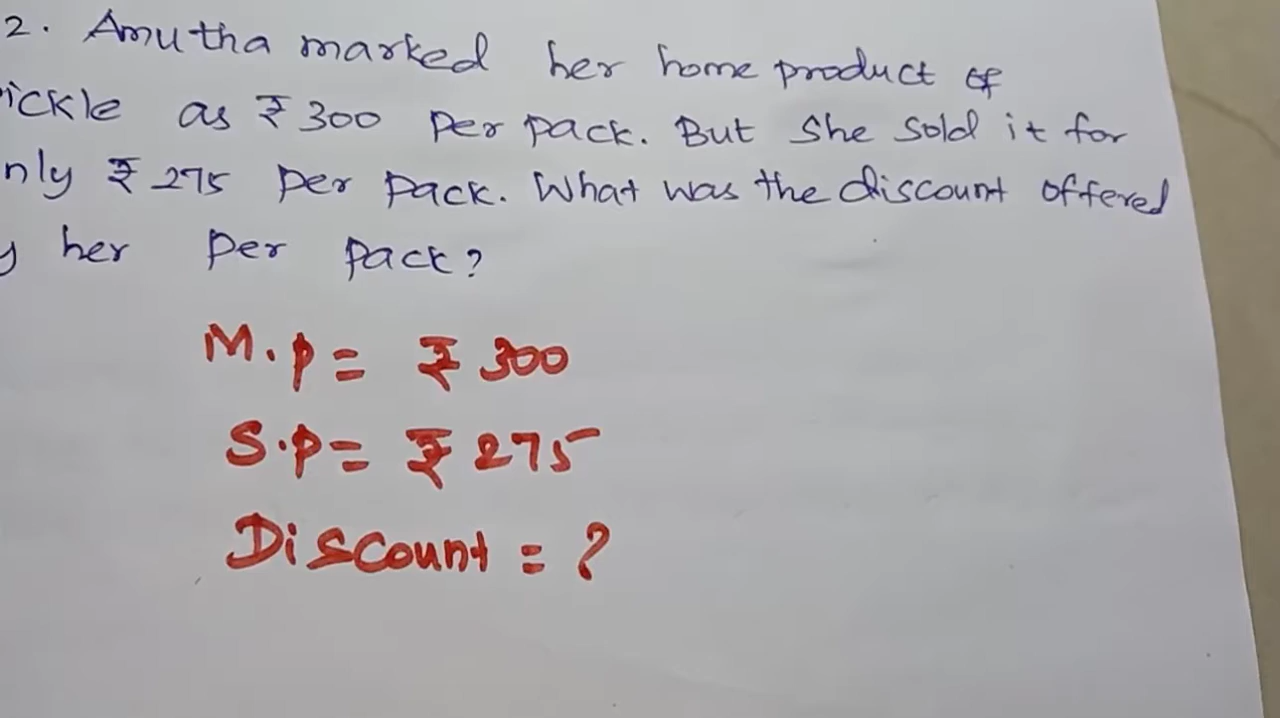 2. Amutha marked her home product of
ickle as ₹300 per pack. But she sold it for
nly ₹275 per pack. What was the discount offered
y her per pack?
M.p = ₹300
S.p = ₹275
Discount = ?